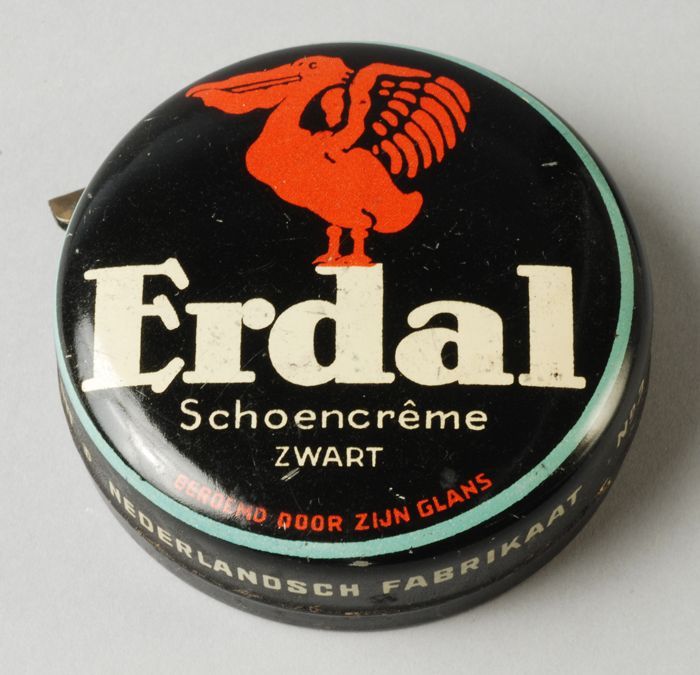 Erdal
Schoencrême
ZWART
BEROEMD DOOR ZIJN GLANS
NEDERLANDSCH FABRIKAAT